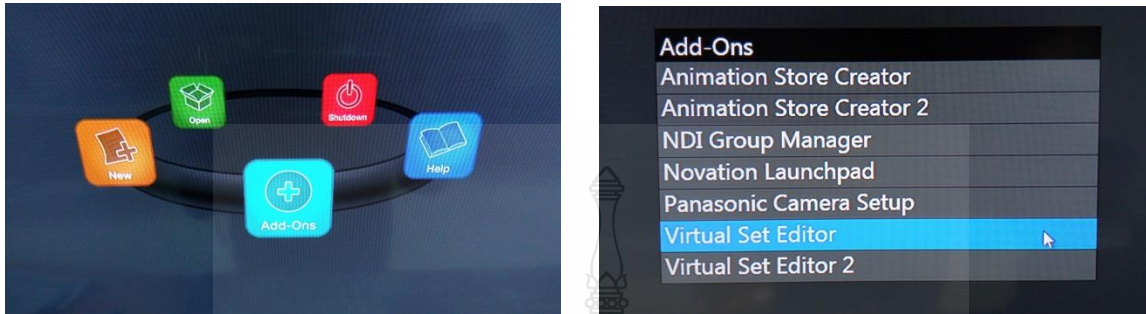 Open
Shutdown
New
Help
Add-Ons
Add-Ons
Animation Store Creator
Animation Store Creator 2
NDI Group Manager
Novation Launchpad
Panasonic Camera Setup
Virtual Set Editor
Virtual Set Editor 2